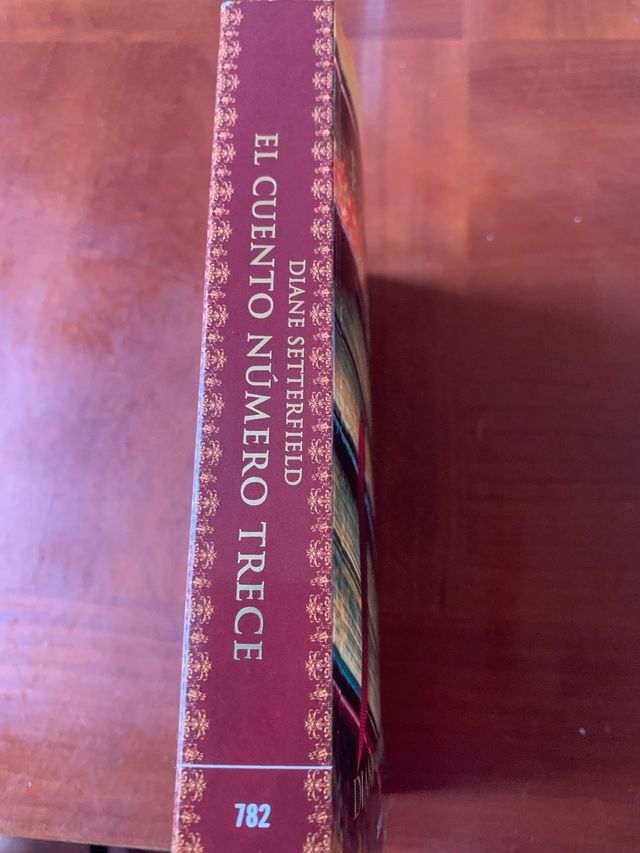 DIANE SETTERFIELD
EL CUENTO NÚMERO TRECE
782